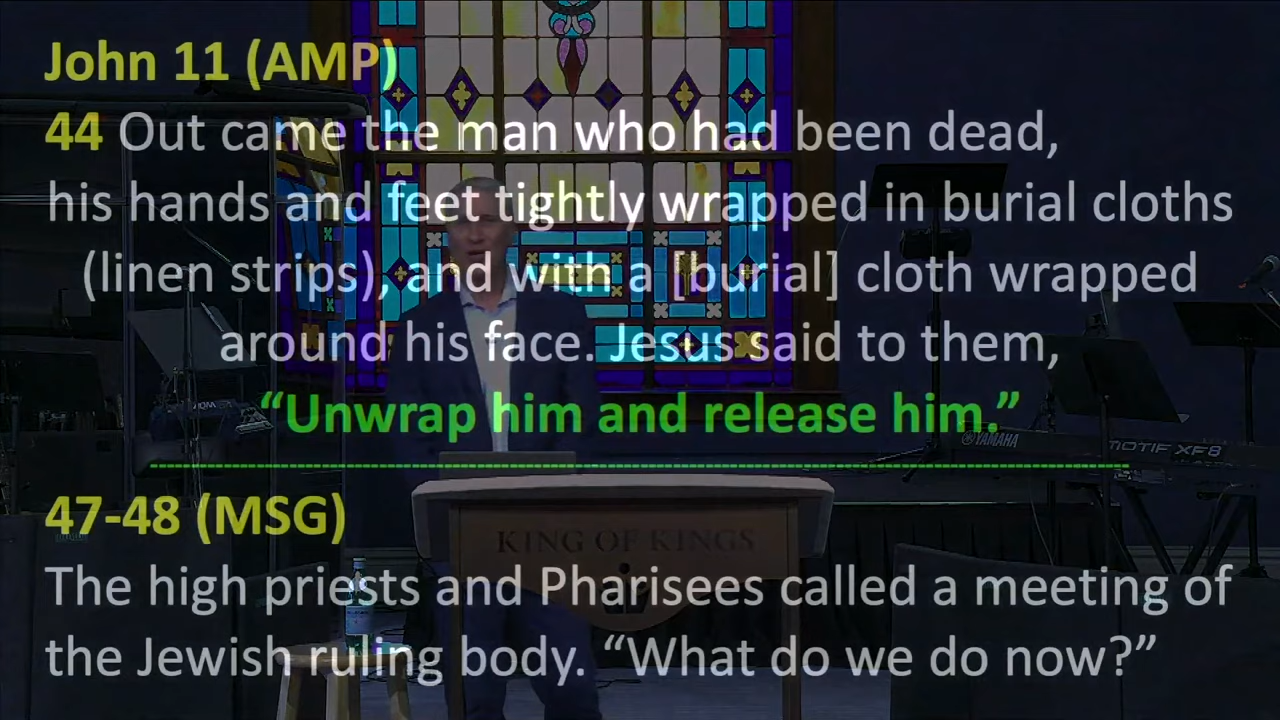 John 11 (AMP)
44 Out came the man who had been dead,
his hands and feet tightly wrapped in burial cloths
(linen strips), and with a [burial] cloth wrapped
around his face. Jesus said to them,
“Unwrap him and release him.”
YAMAHA
MOTIF XF8
47-48 (MSG)
KING OF KINGS
The high priests and Pharisees called a meeting of
the Jewish ruling body. “What do we do now?”